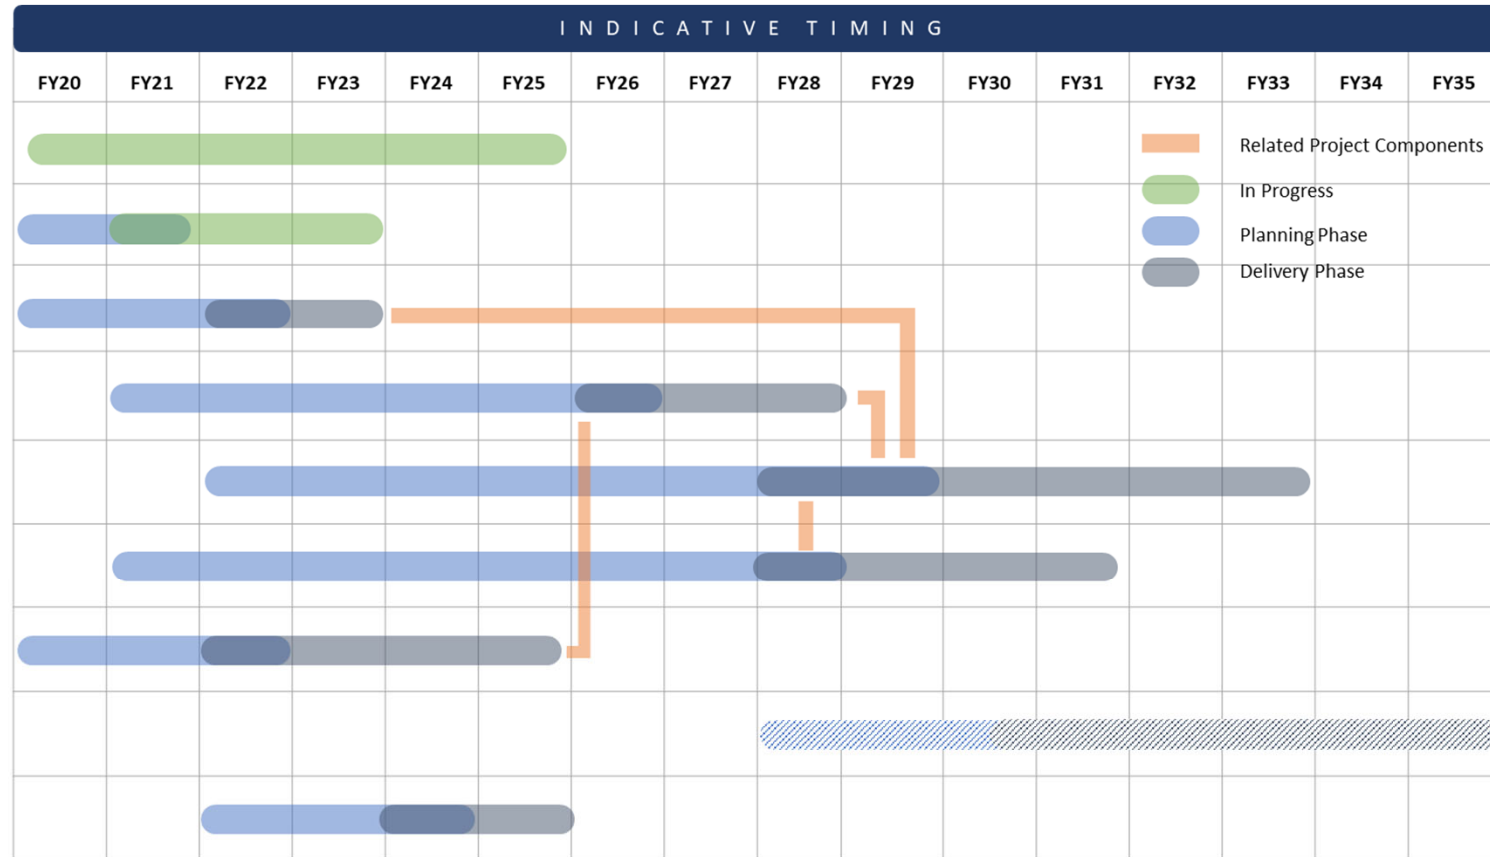 INDICATIVE TIMING
FY20 FY21 FY22 FY23 FY24 FY25 FY26 FY27 FY28 FY29 FY30 FY31 FY32 FY33 FY34 FY35
Related Project Components
In Progress
Planning Phase
Delivery Phase